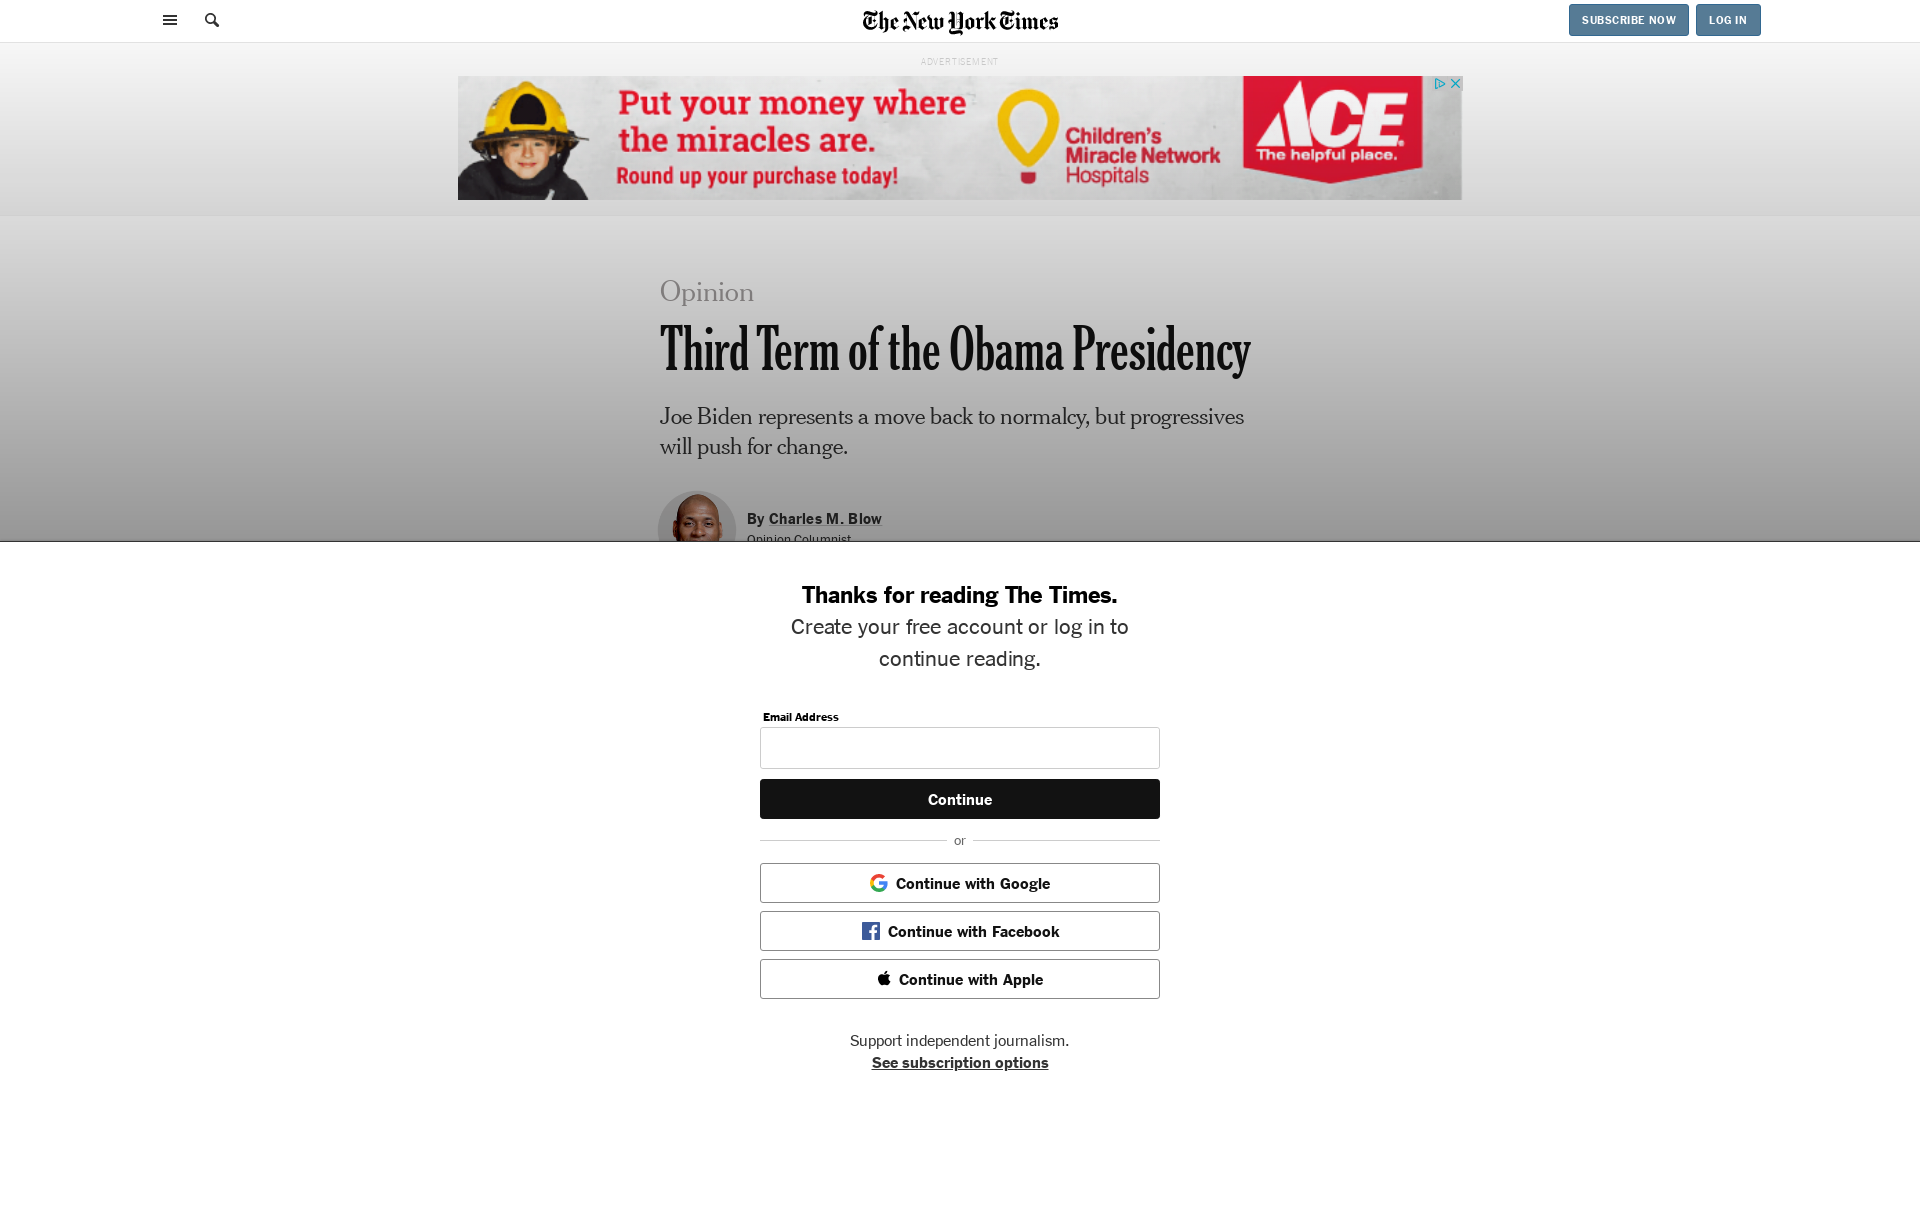 The New York Times
SUBSCRIBE NOW
LOG IN
ADVERTISEMENT
Put your money where
the miracles are.
Round up your purchase today!
Children's
Miracle Network
Hospitals
ACE
The helpful place.
Opinion
Third Term of the Obama Presidency
Joe Biden represents a move back to normalcy, but progressives
will push for change.
By Charles M. Blow
Opinion Columnist
Thanks for reading The Times.
Create your free account or log in to
continue reading.
Email Address
Continue
or
Continue with Google
Continue with Facebook
Continue with Apple
Support independent journalism.
See subscription options